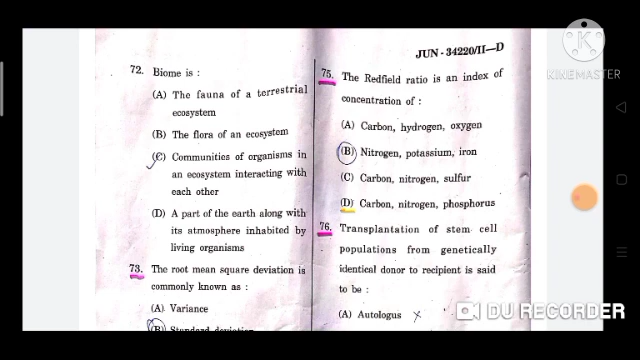 JUN - 34220/II—D
K
KINEMASTER
72. Biome is :
(A) The fauna of a terrestrial
ecosystem
(B) The flora of an ecosystem
(C) Communities of organisms in
an ecosystem interacting with
each other
(D) A part of the earth along with
its atmosphere inhabited by
living organisms
73. The root mean square deviation is
commonly known as :
(A) Variance
(B) Standard deviation
75. The Redfield ratio is an index of
concentration of :
(A) Carbon, hydrogen, oxygen
(B) Nitrogen, potassium, iron
(C) Carbon, nitrogen, sulfur
(D) Carbon, nitrogen, phosphorus
76. Transplantation of stem cell
populations from genetically
identical donor to recipient is said
to be :
(A) Autologus
DU RECORDER